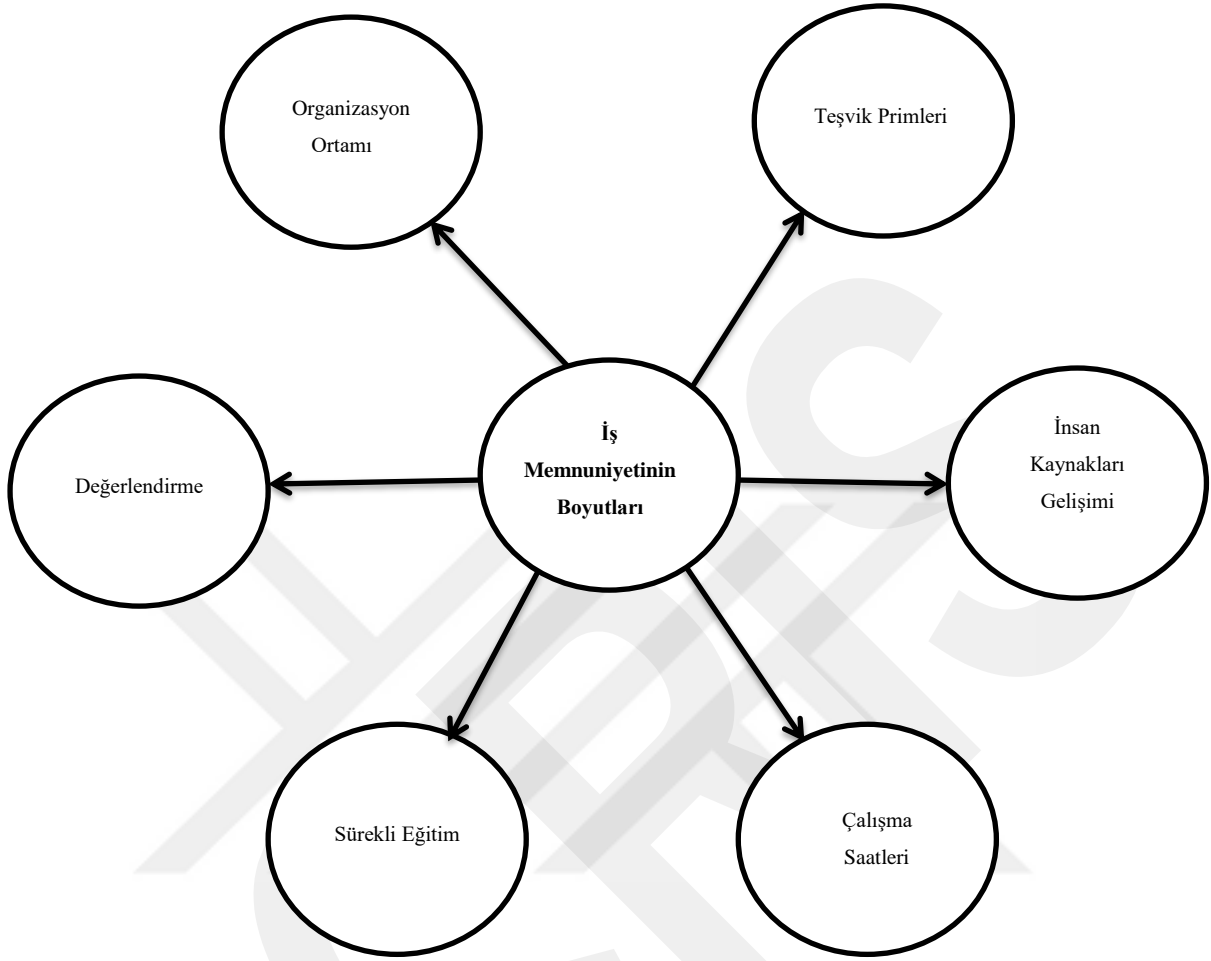 Organizasyon
Ortamı
Teşvik Primleri
İş
Memnuniyetinin
Boyutları
İnsan
Kaynakları
Gelişimi
Değerlendirme
Sürekli Eğitim
Çalışma
Saatleri